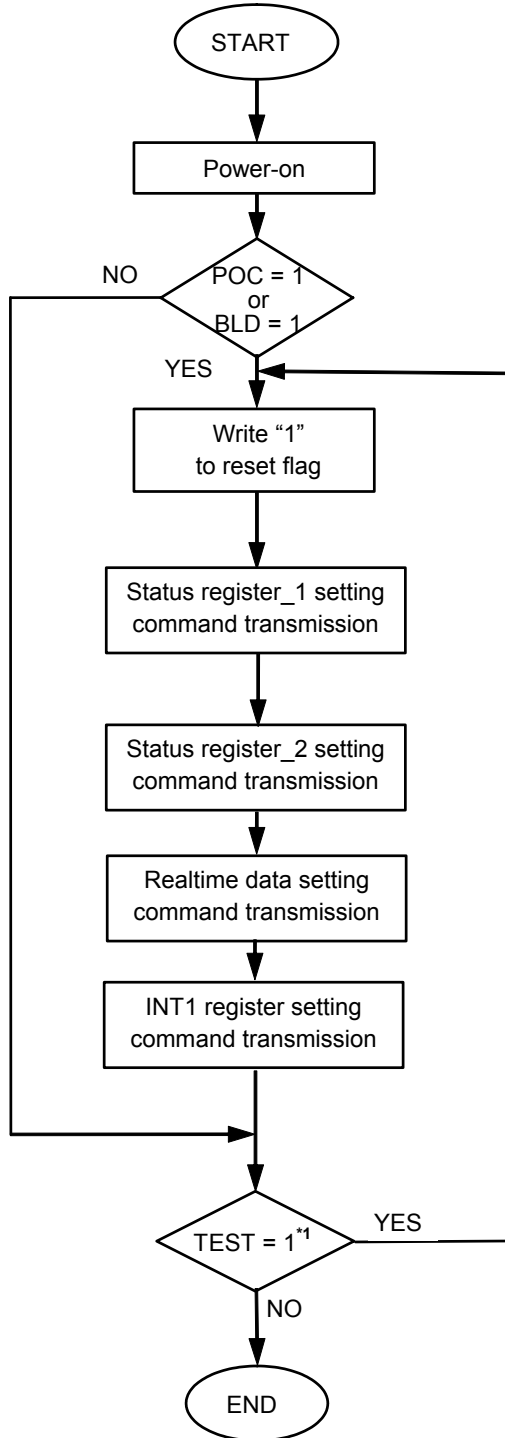 START
Power-on
NO
POC = 1
or
BLD = 1
YES
Write “1”
to reset flag
Status register_1 setting
command transmission
Status register_2 setting
command transmission
Realtime data setting
command transmission
INT1 register setting
command transmission
TEST = 1*1
YES
NO
END